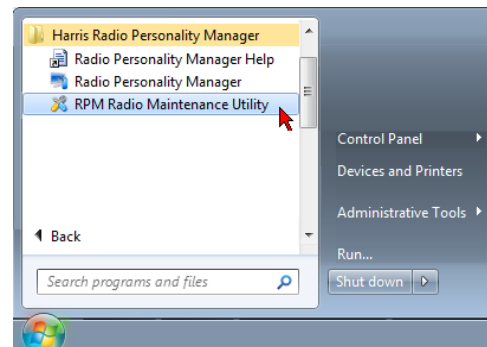 Harris Radio Personality Manager
Radio Personality Manager Help
Radio Personality Manager
RPM Radio Maintenance Utility
Control Panel
Devices and Printers
Administrative Tools
Back
Run...
Search programs and files
Shut down